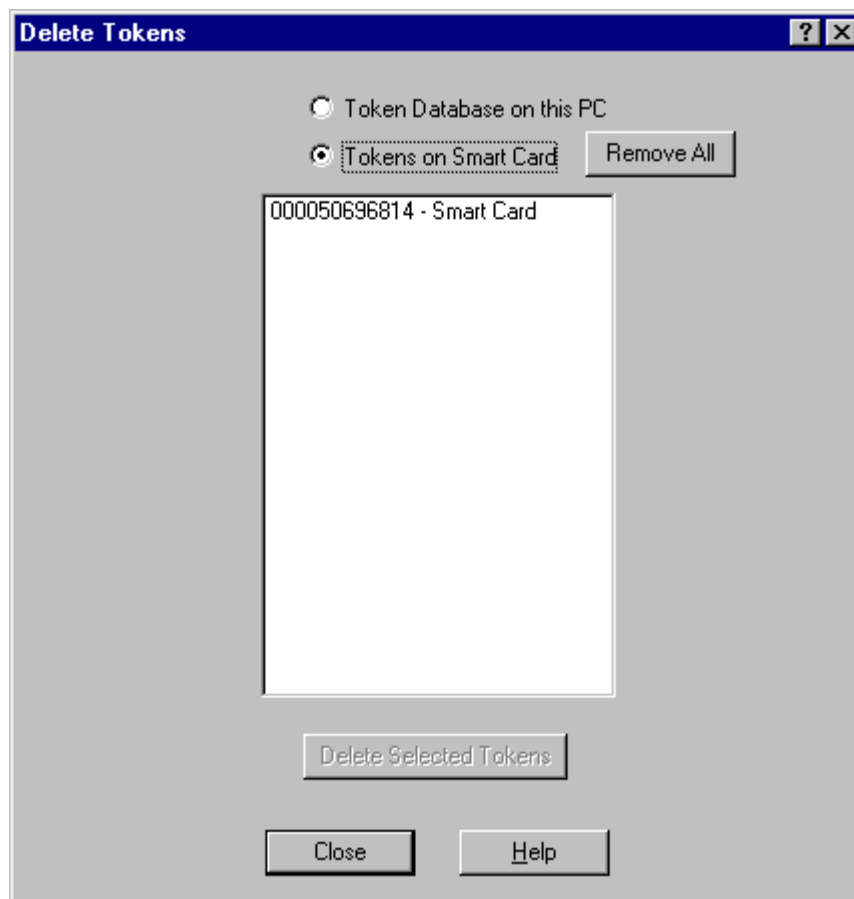 Delete Tokens
Token Database on this PC
Tokens on Smart Card
Remove All
000050696814 - Smart Card
Delete Selected Tokens
Close
Help